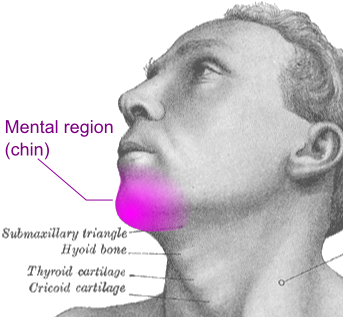 Mental region
(chin)
Submaxillary triangle
Hyoid bone
Thyroid cartilage
Cricoid cartilage